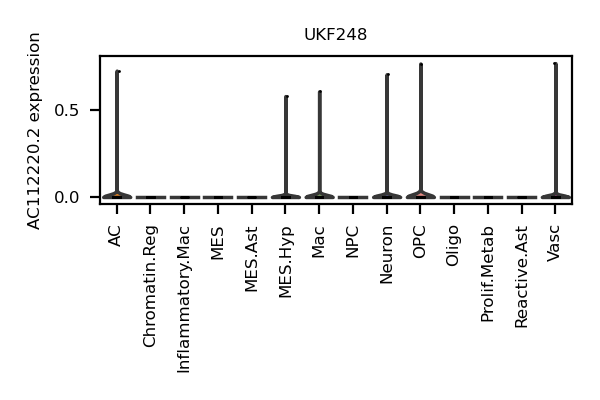 UKF248
AC112220.2 expression
0.5
0.0
AC
Chromatin.Reg
Inflammatory.Mac
MES
MES.Ast
MES.Hyp
Mac
NPC
Neuron
OPC
Oligo
Prolif.Metab
Reactive.Ast
Vasc